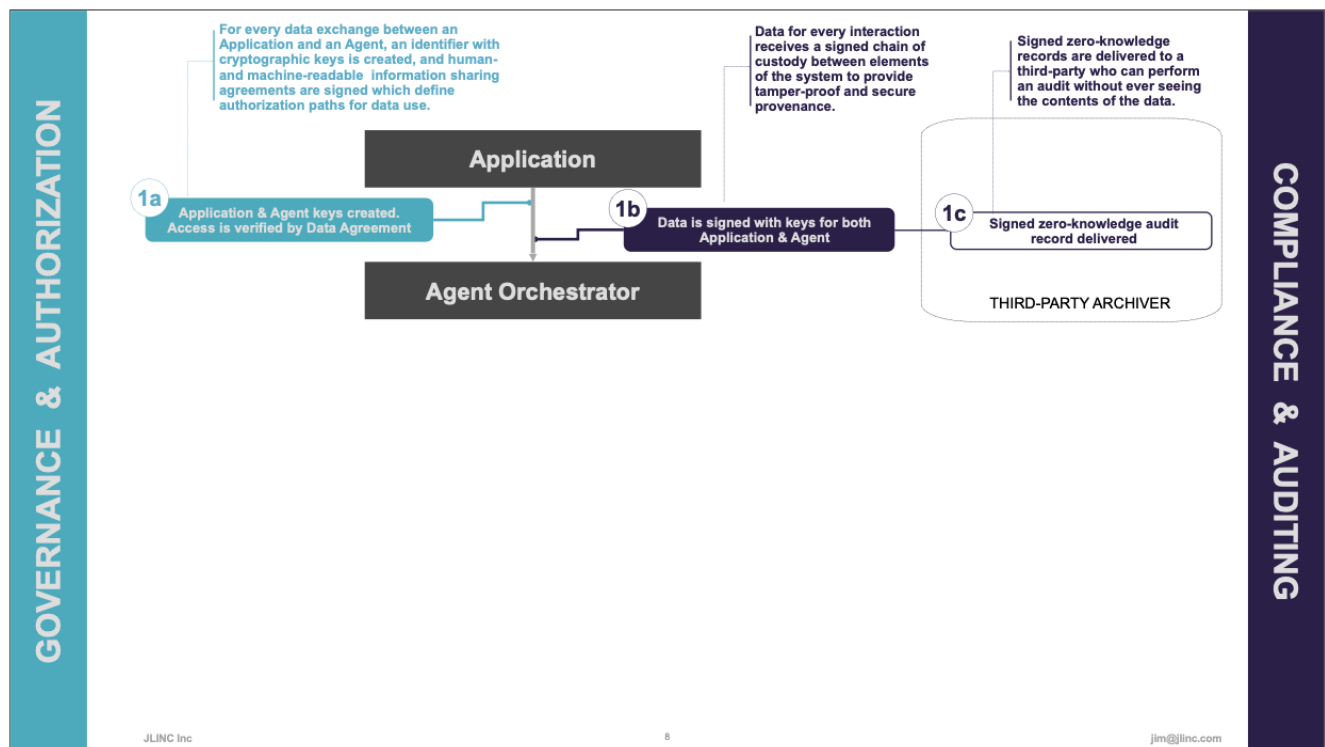 GOVERNANCE & AUTHORIZATION
For every data exchange between an
Application and an Agent, an identifier with
cryptographic keys is created, and human-
and machine-readable information sharing
agreements are signed which define
authorization paths for data use.
Data for every interaction
receives a signed chain of
custody between elements
of the system to provide
tamper-proof and secure
provenance.
Signed zero-knowledge
records are delivered to a
third-party who can perform
an audit without ever seeing
the contents of the data.
Application
1a
Application & Agent keys created.
Access is verified by Data Agreement
1b
Data is signed with keys for both
Application & Agent
1c
Signed zero-knowledge audit
record delivered
Agent Orchestrator
THIRD-PARTY ARCHIVER
COMPLIANCE & AUDITING
JLINC Inc
8
jim@jlinc.com